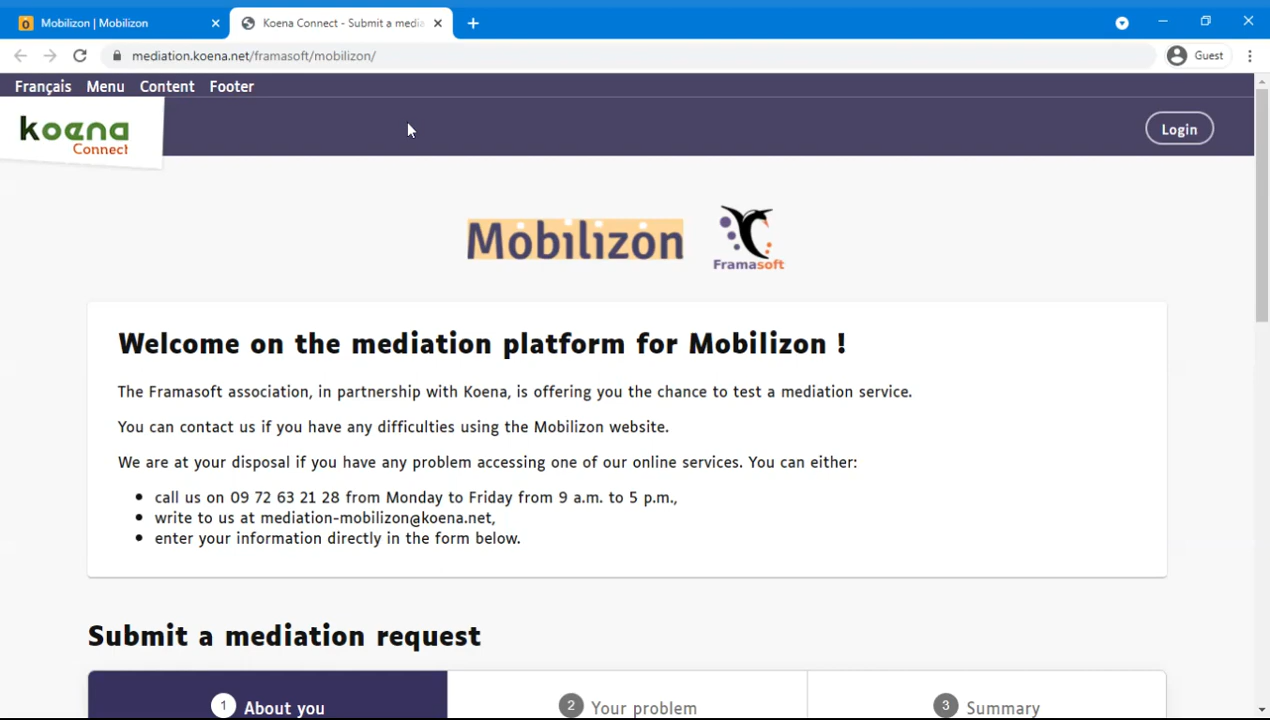 Mobilizon | Mobilizon
Koena Connect - Submit a media
mediation.koena.net/framasoft/mobilizon/
Guest
Français Menu Content Footer
koena
Connect
Login
Mobilizon
Framasoft
Welcome on the mediation platform for Mobilizon !
The Framasoft association, in partnership with Koena, is offering you the chance to test a mediation service.
You can contact us if you have any difficulties using the Mobilizon website.
We are at your disposal if you have any problem accessing one of our online services. You can either:
• call us on 09 72 63 21 28 from Monday to Friday from 9 a.m. to 5 p.m.,
• write to us at mediation-mobilizon@koena.net,
• enter your information directly in the form below.
Submit a mediation request
1 About you
2 Your problem
3 Summary